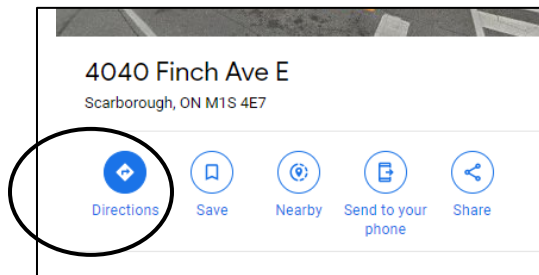 4040 Finch Ave E
Scarborough, ON M1S 4E7
Directions Save Nearby Send to your phone Share